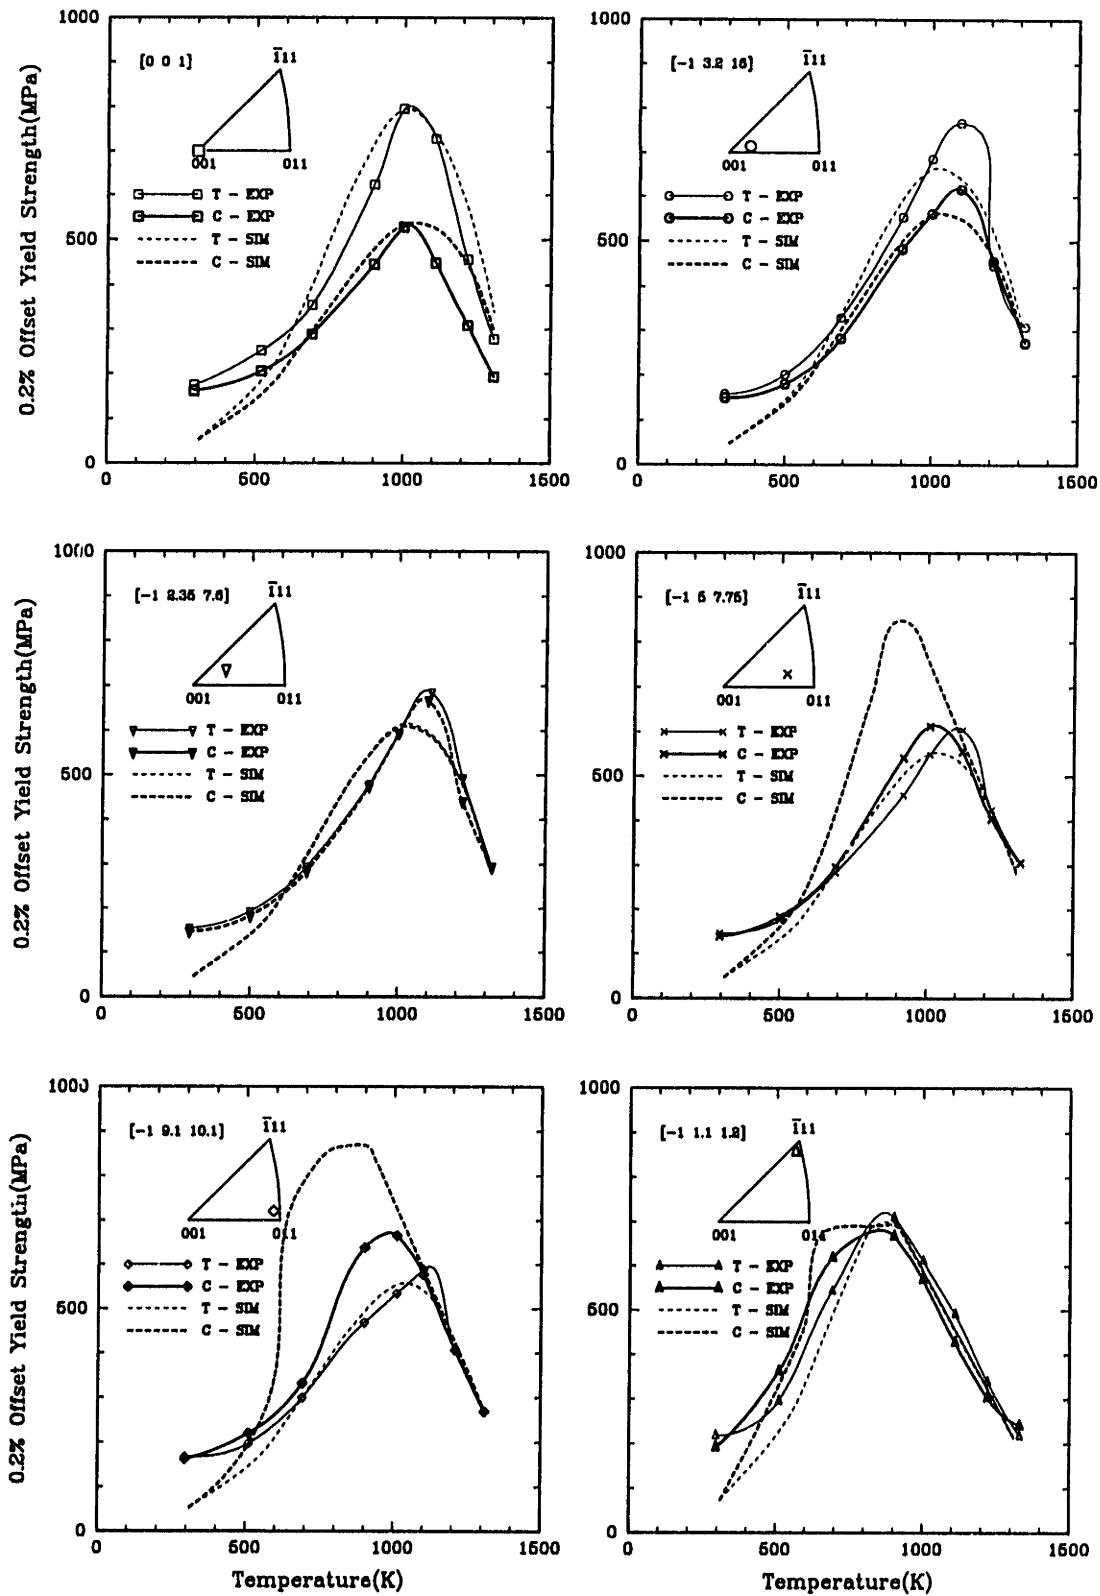 1000
[0 0 1]
1̅11
001
011
T - EXP
C - EXP
T - SIM
C - SIM
500
0
0
500
1000
1500
0.2% Offset Yield Strength(MPa)
1000
[-1 3.2 16]
1̅11
001
011
T - EXP
C - EXP
T - SIM
C - SIM
500
0
0
500
1000
1500
1000
[-1 2.35 7.6]
1̅11
001
011
T - EXP
C - EXP
T - SIM
C - SIM
500
0
0
500
1000
1500
0.2% Offset Yield Strength(MPa)
1000
[-1 5 7.75]
1̅11
001
011
T - EXP
C - EXP
T - SIM
C - SIM
500
0
0
500
1000
1500
1000
[-1 9.1 10.1]
1̅11
001
011
T - EXP
C - EXP
T - SIM
C - SIM
500
0
0
500
1000
1500
0.2% Offset Yield Strength(MPa)
Temperature(K)
1000
[-1 1.1 1.2]
1̅11
001
011
T - EXP
C - EXP
T - SIM
C - SIM
500
0
0
500
1000
1500
Temperature(K)